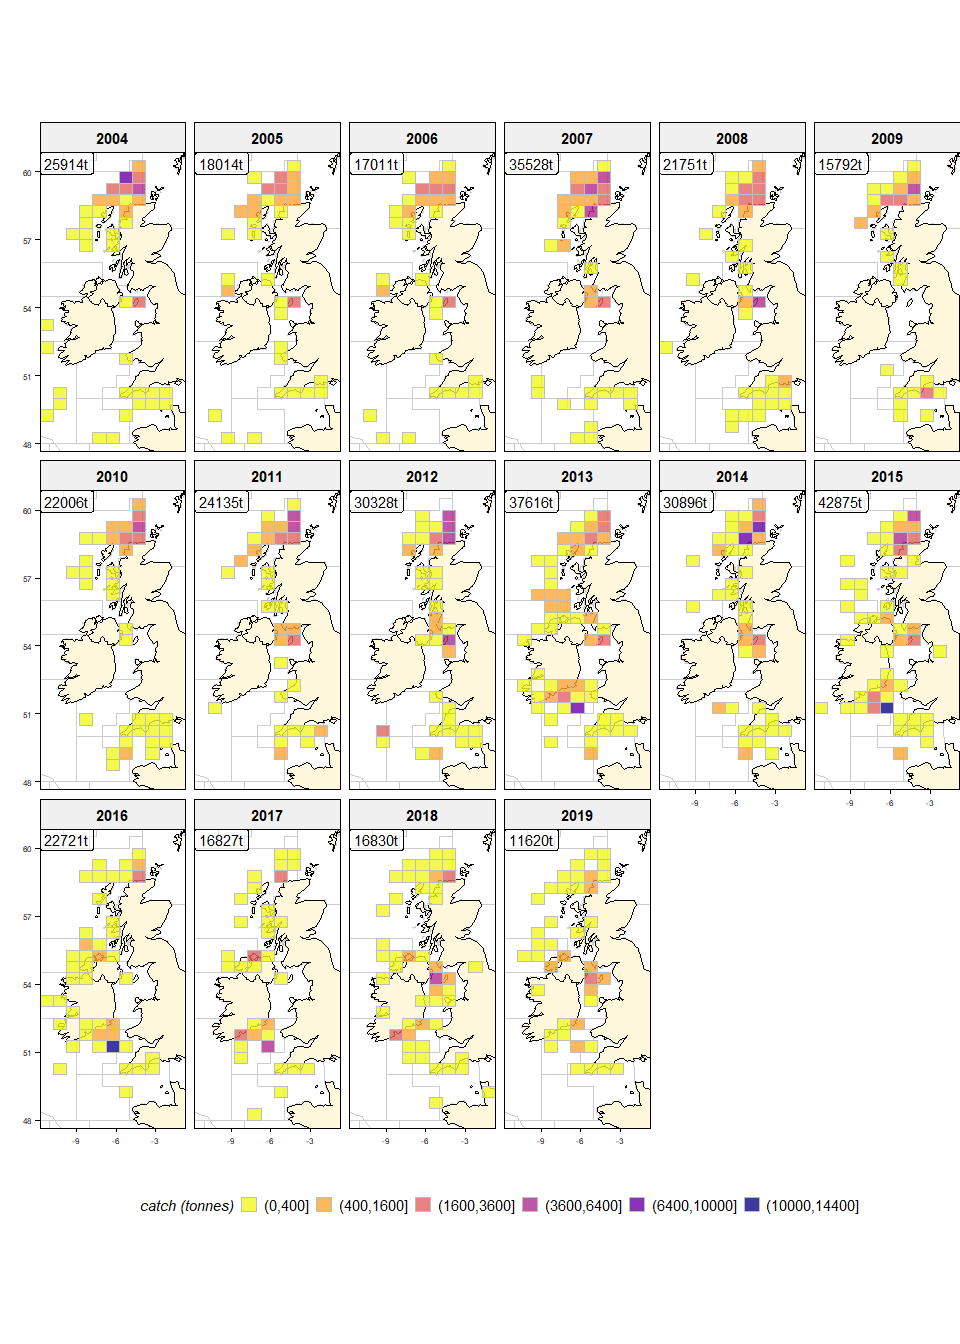 2004 2005 2006 2007 2008 2009
25914t 18014t 17011t 35528t 21751t 15792t
60
57
54
51
48
2010 2011 2012 2013 2014 2015
22006t 24135t 30328t 37616t 30896t 42875t
60
57
54
51
48
-9 -6 -3 -9 -6 -3
2016 2017 2018 2019
22721t 16827t 16830t 11620t
60
57
54
51
48
-9 -6 -3 -9 -6 -3 -9 -6 -3 -9 -6 -3
catch (tonnes) (0,400] (400,1600] (1600,3600] (3600,6400] (6400,10000] (10000,14400]